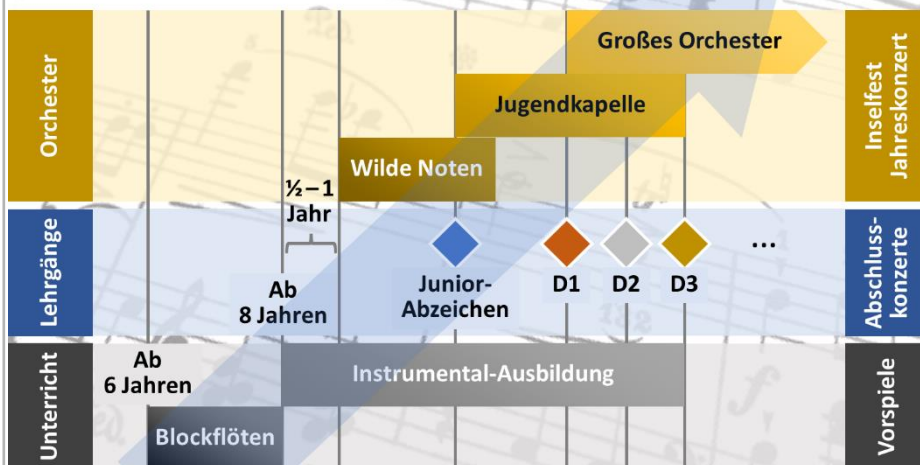 Orchester
Großes Orchester
Jugendkapelle
Wilde Noten
½ – 1
Jahr
Inselfest
Jahreskonzert
Lehrgänge
Ab
8 Jahren
Junior-
Abzeichen
D1
D2
D3
...
Abschluss-
konzerte
Unterricht
Ab
6 Jahren
Instrumental-Ausbildung
Blockflöten
Vorspiele